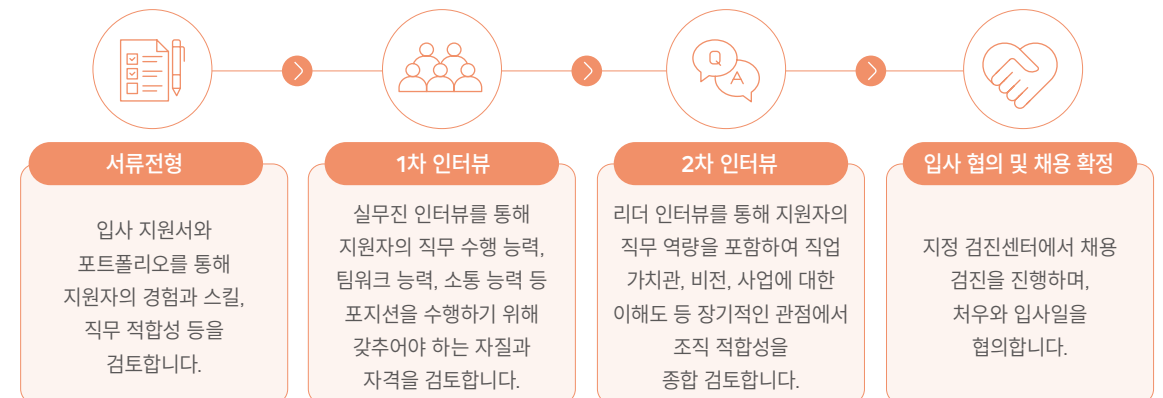 Q
A
서류전형
입사 지원서와
포트폴리오를 통해
지원자의 경험과 스킬,
직무 적합성 등을
검토합니다.
1차 인터뷰
실무진 인터뷰를 통해
지원자의 직무 수행 능력,
팀워크 능력, 소통 능력 등
포지션을 수행하기 위해
갖추어야 하는 자질과
자격을 검토합니다.
2차 인터뷰
리더 인터뷰를 통해 지원자의
직무 역량을 포함하여 직업
가치관, 비전, 사업에 대한
이해도 등 장기적인 관점에서
조직 적합성을
종합 검토합니다.
입사 협의 및 채용 확정
지정 검진센터에서 채용
검진을 진행하며,
처우와 입사일을
협의합니다.